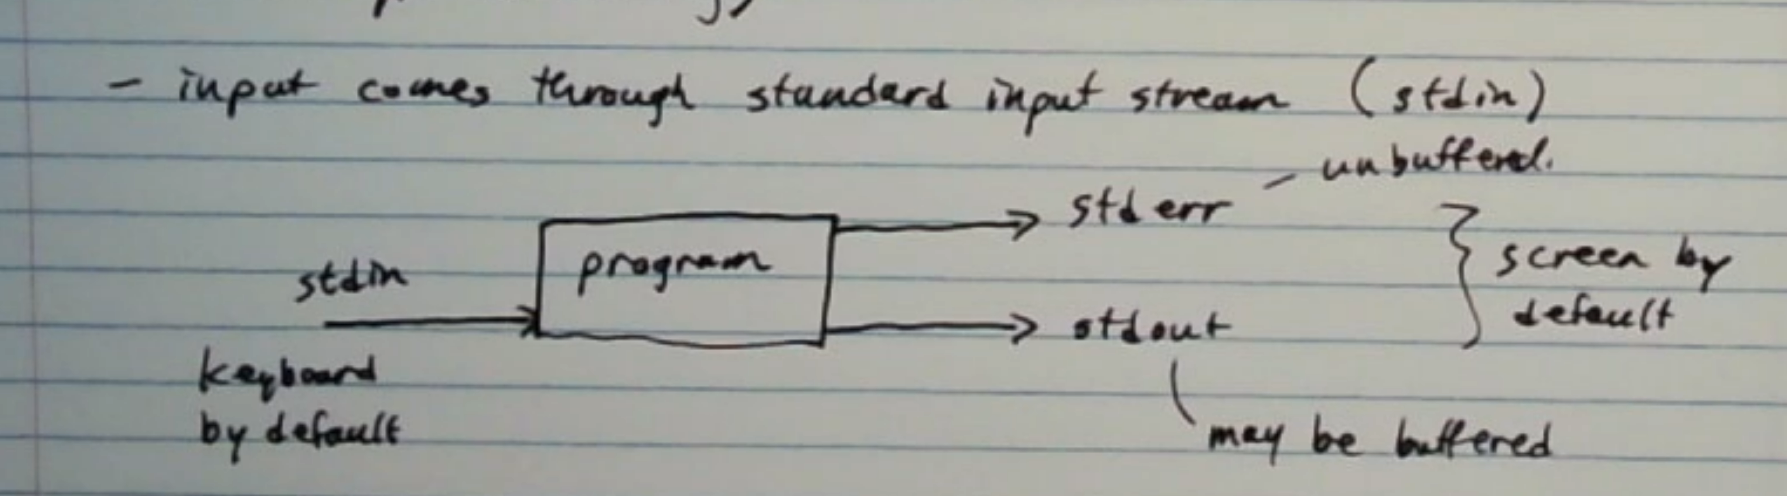 - input comes through standard input stream (stdin)
stderr - unbuffered.
program
stdin
screen by
default
stdout
keyboard
by default
may be buffered